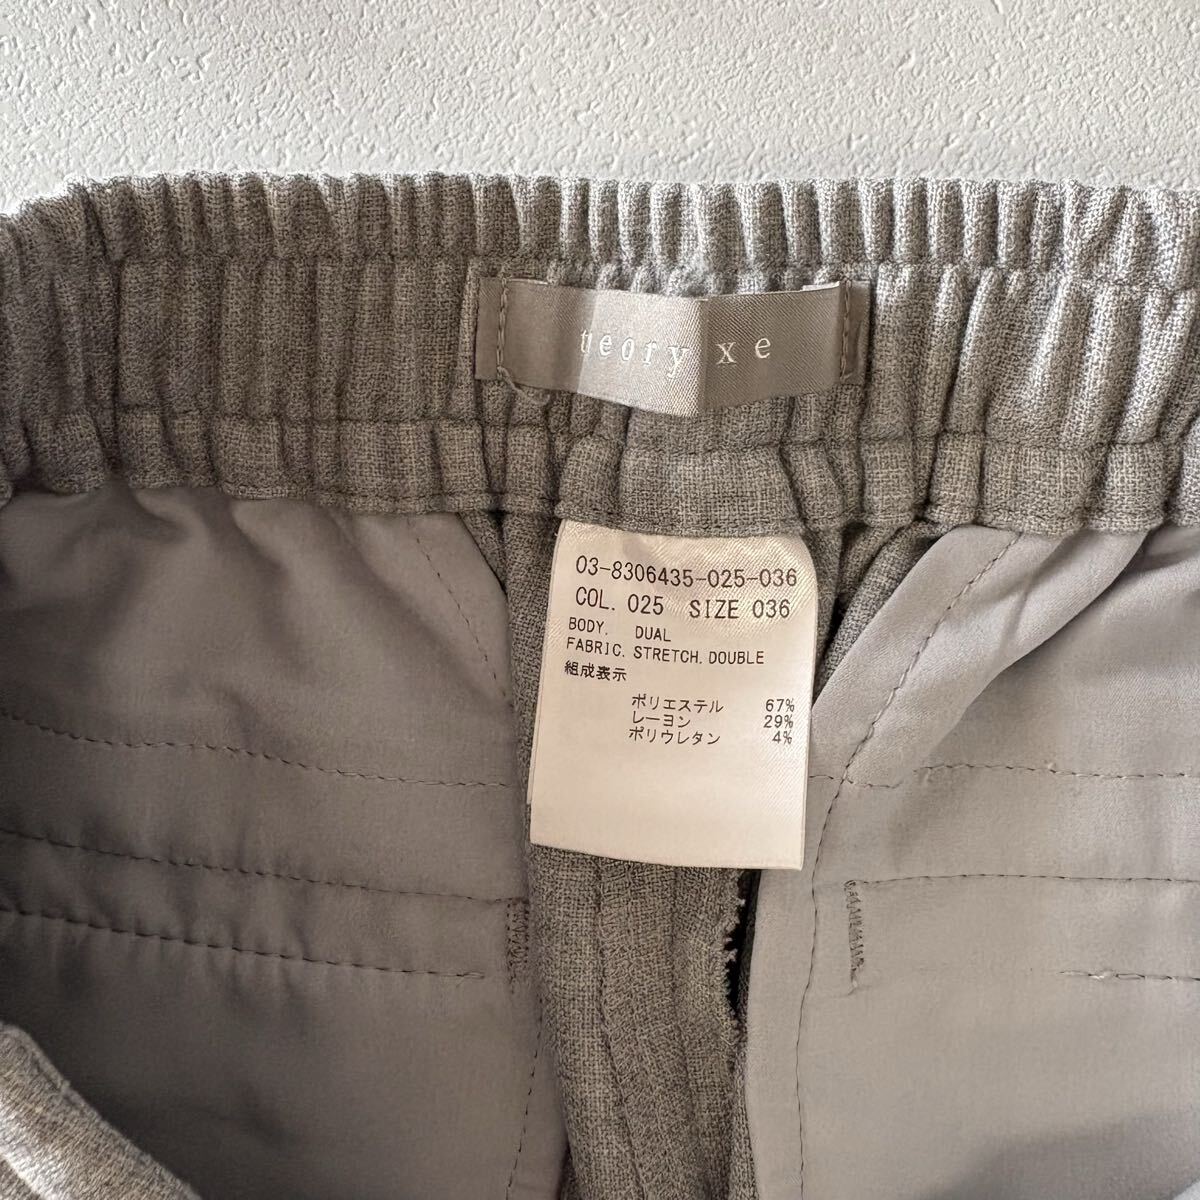 theory xe
03-8306435-025-036
COL. 025 SIZE 036
BODY. DUAL
FABRIC. STRETCH. DOUBLE
組成表示
ポリエステル 67%
レーヨン 29%
ポリウレタン 4%